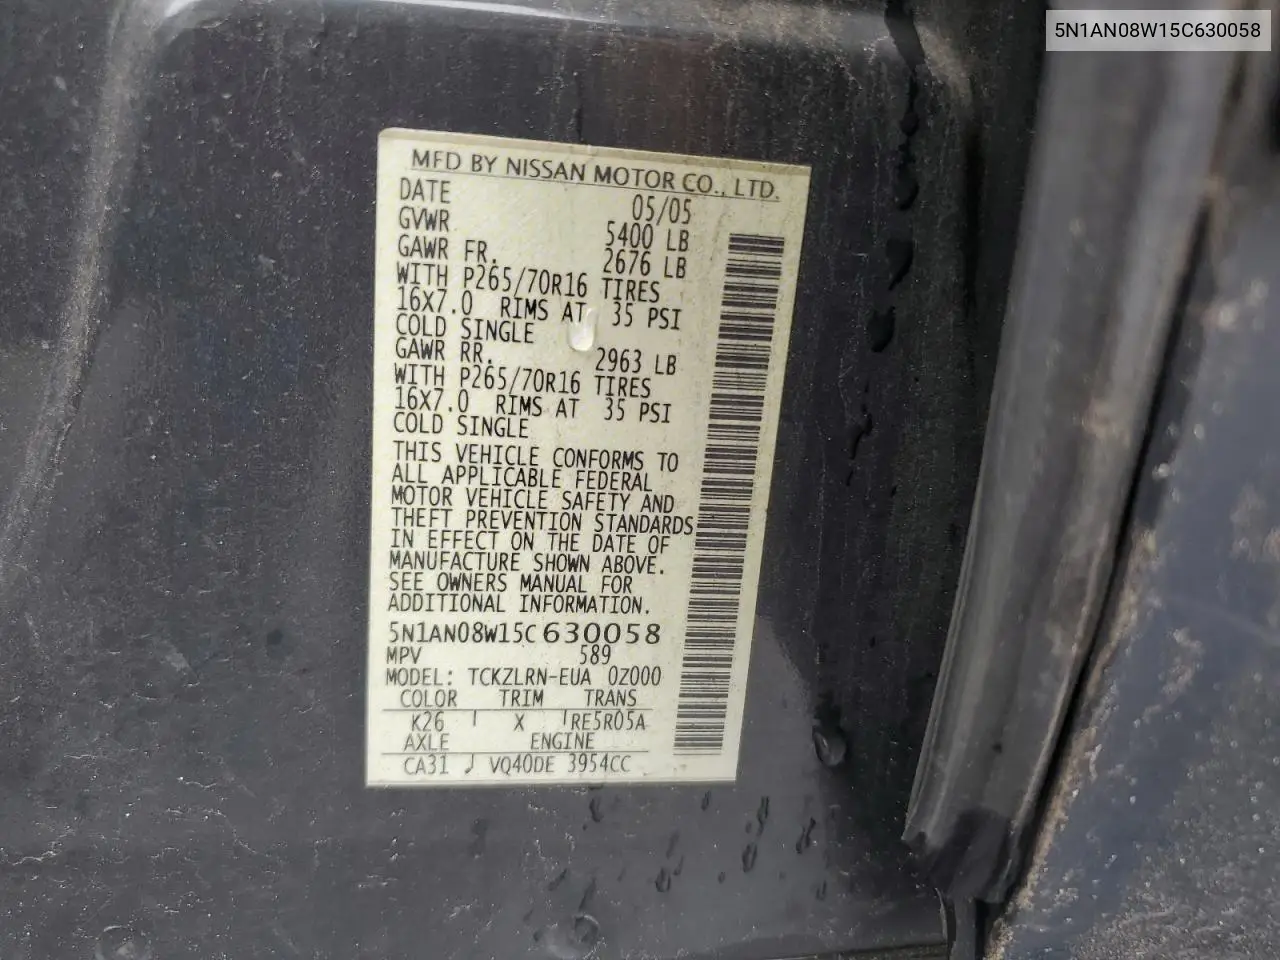 5N1AN08W15C630058
MFD BY NISSAN MOTOR CO., LTD.
DATE 05/05
GVWR 5400 LB
GAWR FR. 2676 LB
WITH P265/70R16 TIRES
16X7.0 RIMS AT 35 PSI
COLD SINGLE
GAWR RR. 2963 LB
WITH P265/70R16 TIRES
16X7.0 RIMS AT 35 PSI
COLD SINGLE
THIS VEHICLE CONFORMS TO
ALL APPLICABLE FEDERAL
MOTOR VEHICLE SAFETY AND
THEFT PREVENTION STANDARDS
IN EFFECT ON THE DATE OF
MANUFACTURE SHOWN ABOVE.
SEE OWNERS MANUAL FOR
ADDITIONAL INFORMATION.
5N1AN08W15C630058
MPV 589
MODEL: TCKZLRN-EUA 0Z000
COLOR TRIM TRANS
K26 X RE5R05A
AXLE ENGINE
CA31 VQ40DE 3954CC